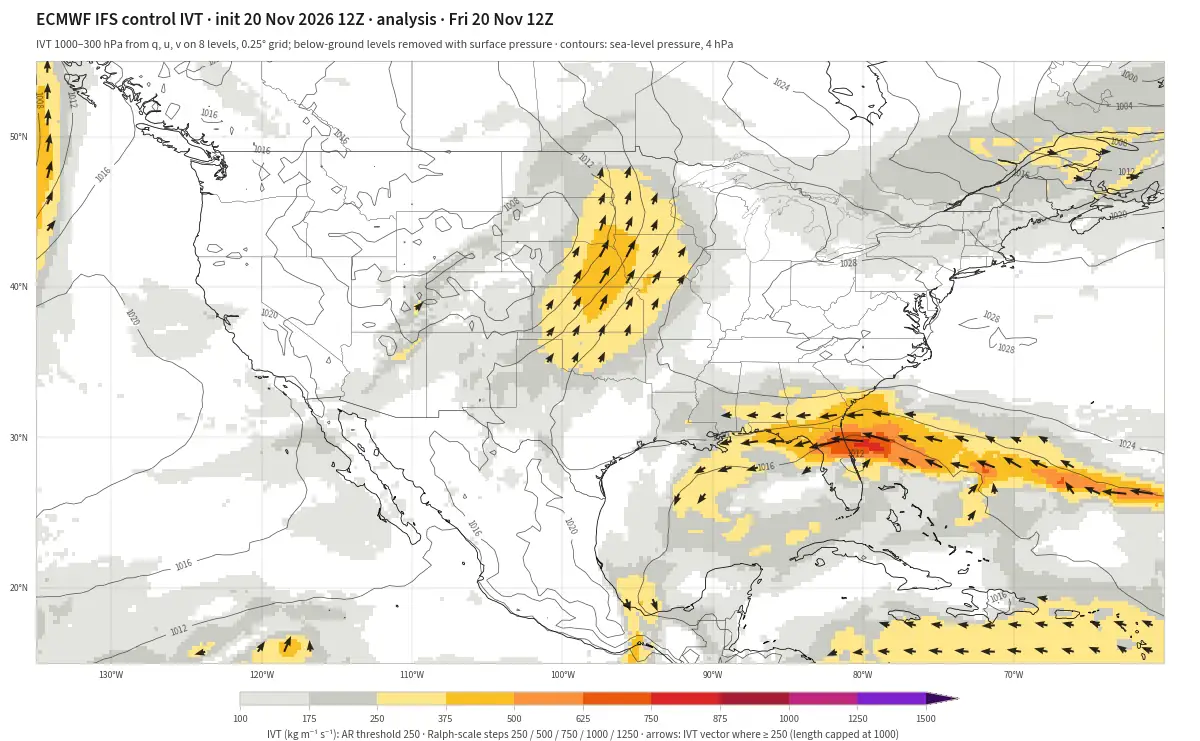 ECMWF IFS control IVT · init 20 Nov 2026 12Z · analysis · Fri 20 Nov 12Z
IVT 1000–300 hPa from q, u, v on 8 levels, 0.25° grid; below-ground levels removed with surface pressure · contours: sea-level pressure, 4 hPa
1024
1000
1008
1012
1004
1016
1016
50°N
1016
1008
1012
1016
1012
1016
1008
1020
1028
40°N
1020
1020
1028
1028
30°N
1024
1012
1016
1016
1020
1016
20°N
1016
1012
130°W
120°W
110°W
100°W
90°W
80°W
70°W
100
175
250
375
500
625
750
875
1000
1250
1500
IVT (kg m⁻¹ s⁻¹): AR threshold 250 · Ralph-scale steps 250 / 500 / 750 / 1000 / 1250 · arrows: IVT vector where ≥ 250 (length capped at 1000)